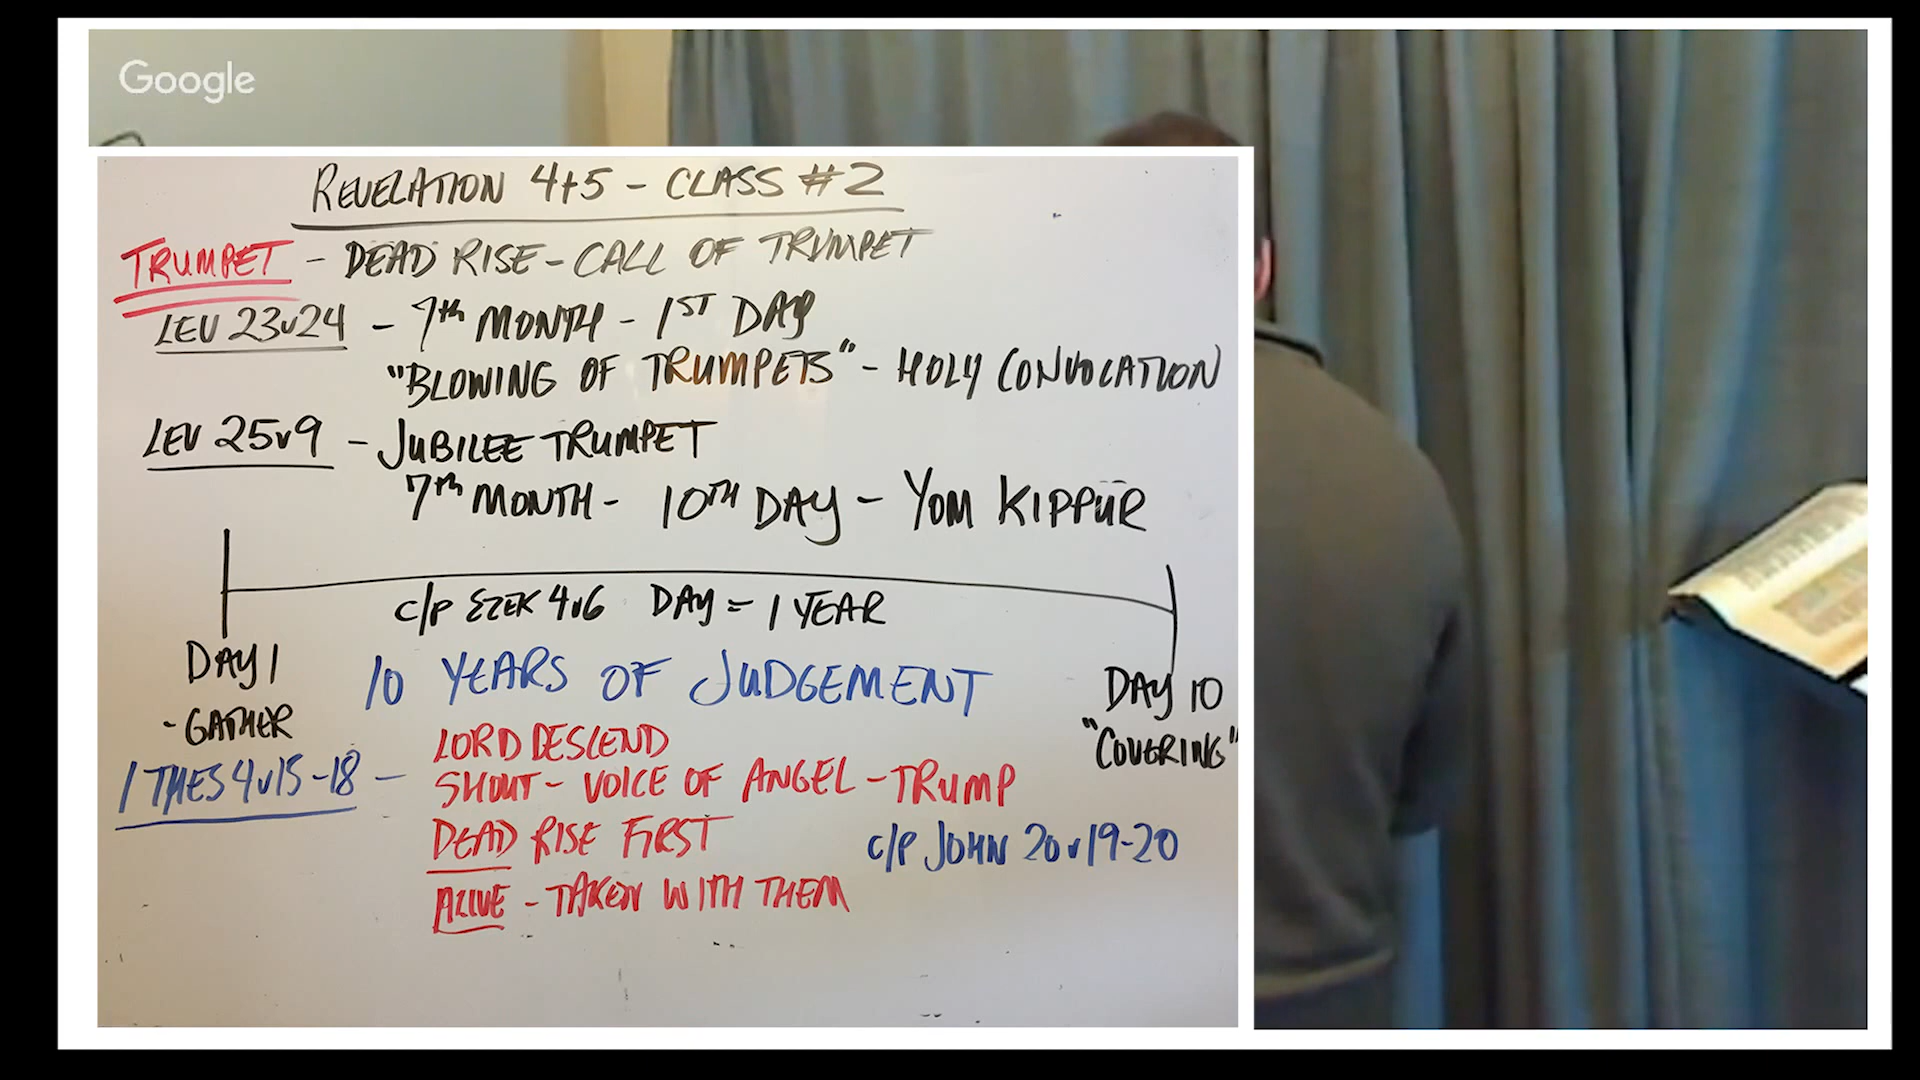 Google
REVELATION 4+5 - CLASS #2
TRUMPET - DEAD RISE - CALL OF TRUMPET
LEV 23v24 - 7th MONTH - 1ST DAY
"BLOWING OF TRUMPETS" - HOLY CONVOCATION
LEV 25v9 - JUBILEE TRUMPET
7th MONTH - 10TH DAY - YOM KIPPUR
c/p EZEK 4v6 DAY = 1 YEAR
DAY 1
- GATHER
10 YEARS OF JUDGEMENT
DAY 10
"COVERING"
1 THES 4v15-18 - LORD DESCEND
SHOUT - VOICE OF ANGEL - TRUMP
DEAD RISE FIRST
c/p JOHN 20v19-20
ALIVE - TAKEN WITH THEM